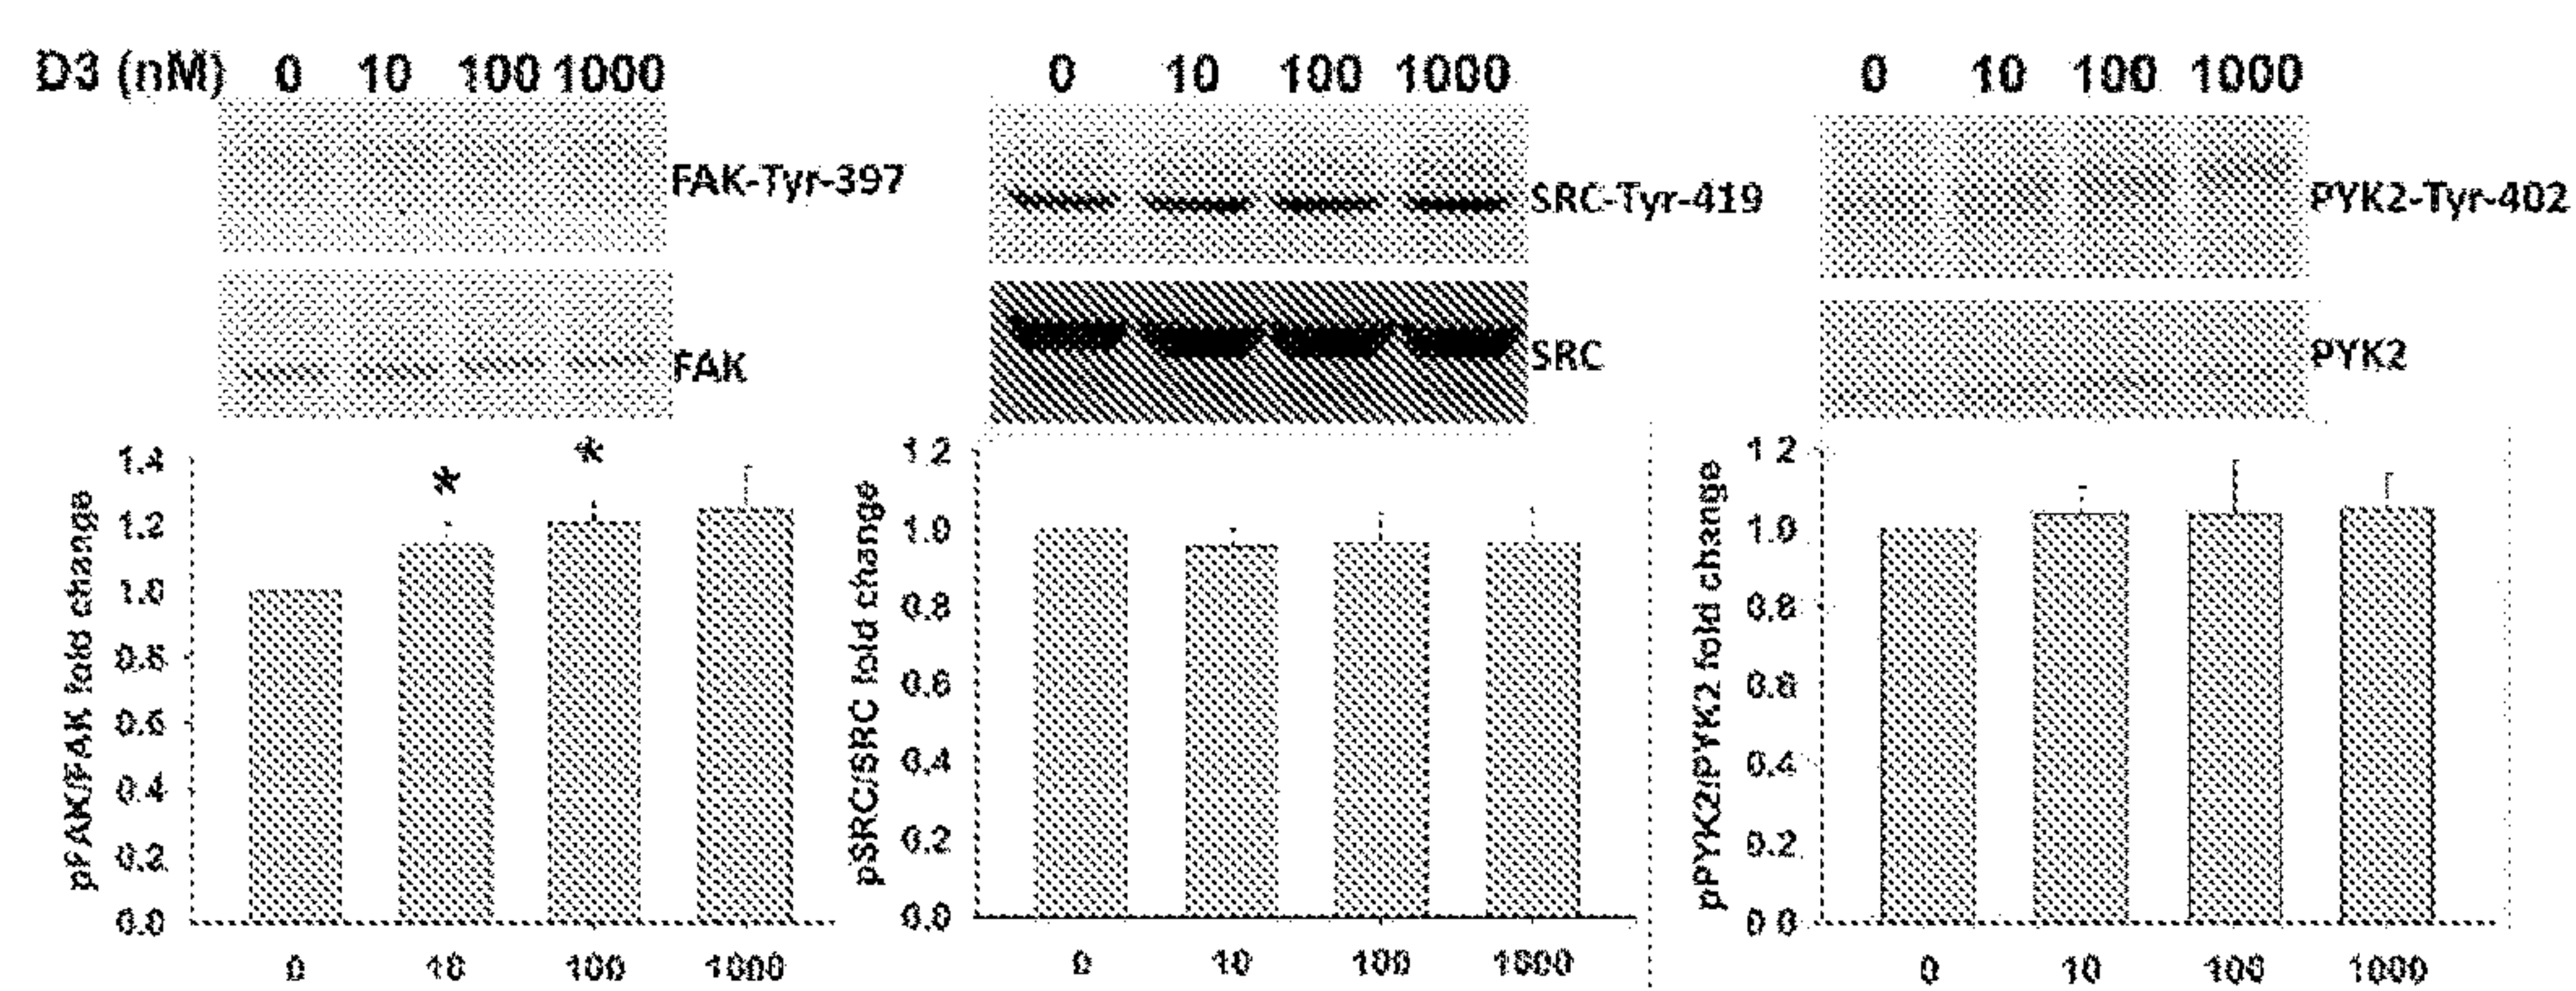 D3 (nM) 0 10 100 1000
0 10 100 1000
0 10 100 1000
FAK-Tyr-397
SRC-Tyr-419
PYK2-Tyr-402
FAK
SRC
PYK2
pFAK/FAK fold change
1.4
1.2
1.0
0.8
0.6
0.4
0.2
0.0
*
*
0 10 100 1000
pSRC/SRC fold change
1.2
1.0
0.8
0.6
0.4
0.2
0.0
0 10 100 1000
pPYK2/PYK2 fold change
1 2
1.0
0.8
0.6
0.4
0.2
0 0
0 10 100 1000